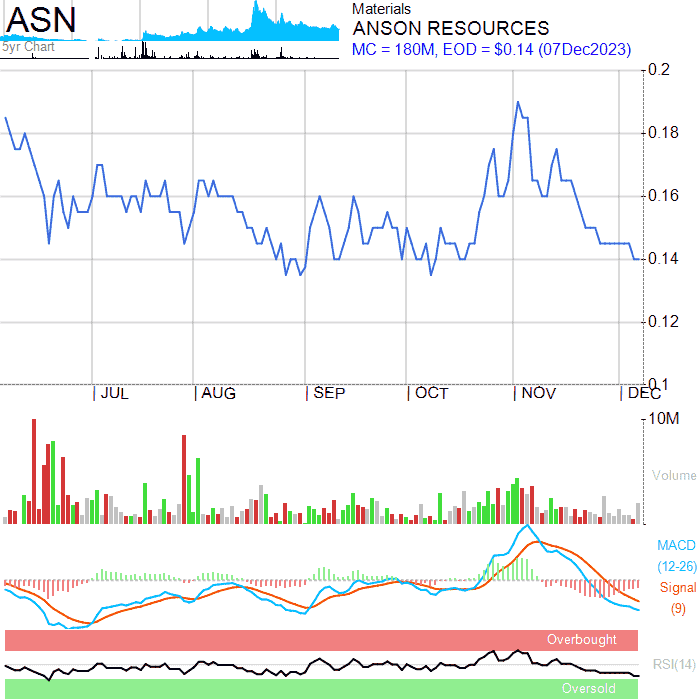 ASN
5yr Chart
Materials
ANSON RESOURCES
MC = 180M, EOD = $0.14 (07Dec2023)
0.2
0.18
0.16
0.14
0.12
0.1
JUL AUG SEP OCT NOV DEC
10M
Volume
MACD
(12-26)
Signal
(9)
Overbought
RSI(14)
Oversold